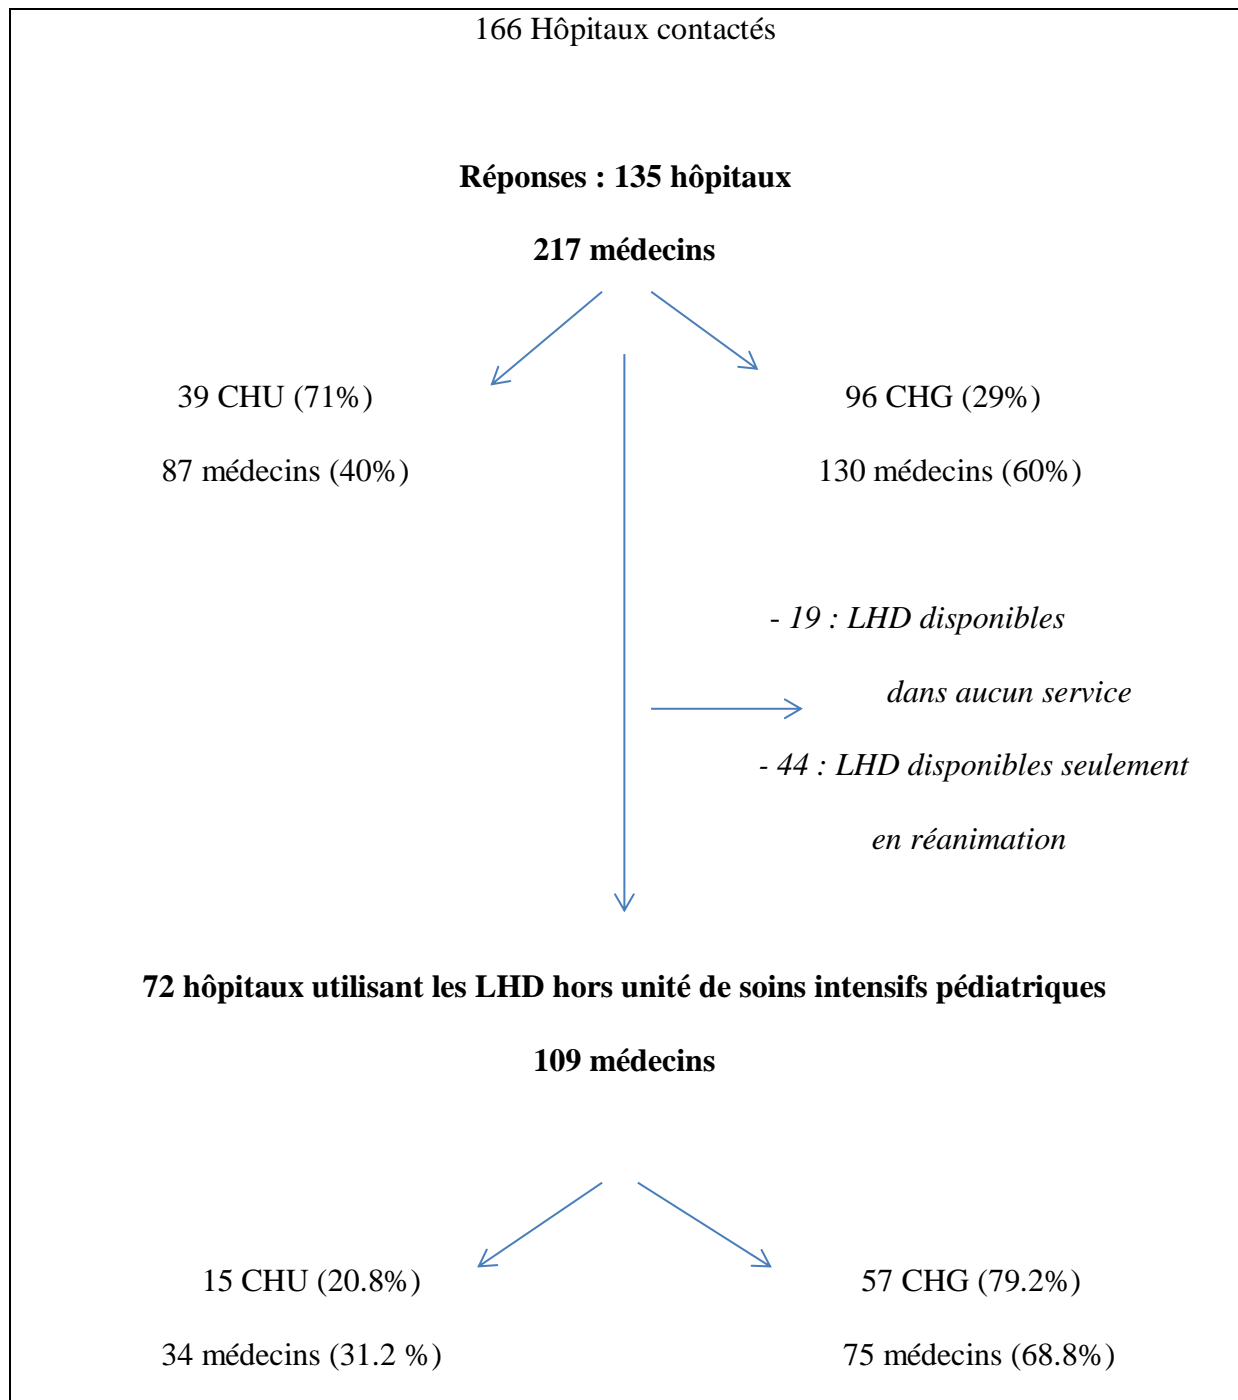 166 Hôpitaux contactés
Réponses : 135 hôpitaux
217 médecins
39 CHU (71%)
96 CHG (29%)
87 médecins (40%)
130 médecins (60%)
- 19 : LHD disponibles
dans aucun service
- 44 : LHD disponibles seulement
en réanimation
72 hôpitaux utilisant les LHD hors unité de soins intensifs pédiatriques
109 médecins
15 CHU (20.8%)
57 CHG (79.2%)
34 médecins (31.2 %)
75 médecins (68.8%)